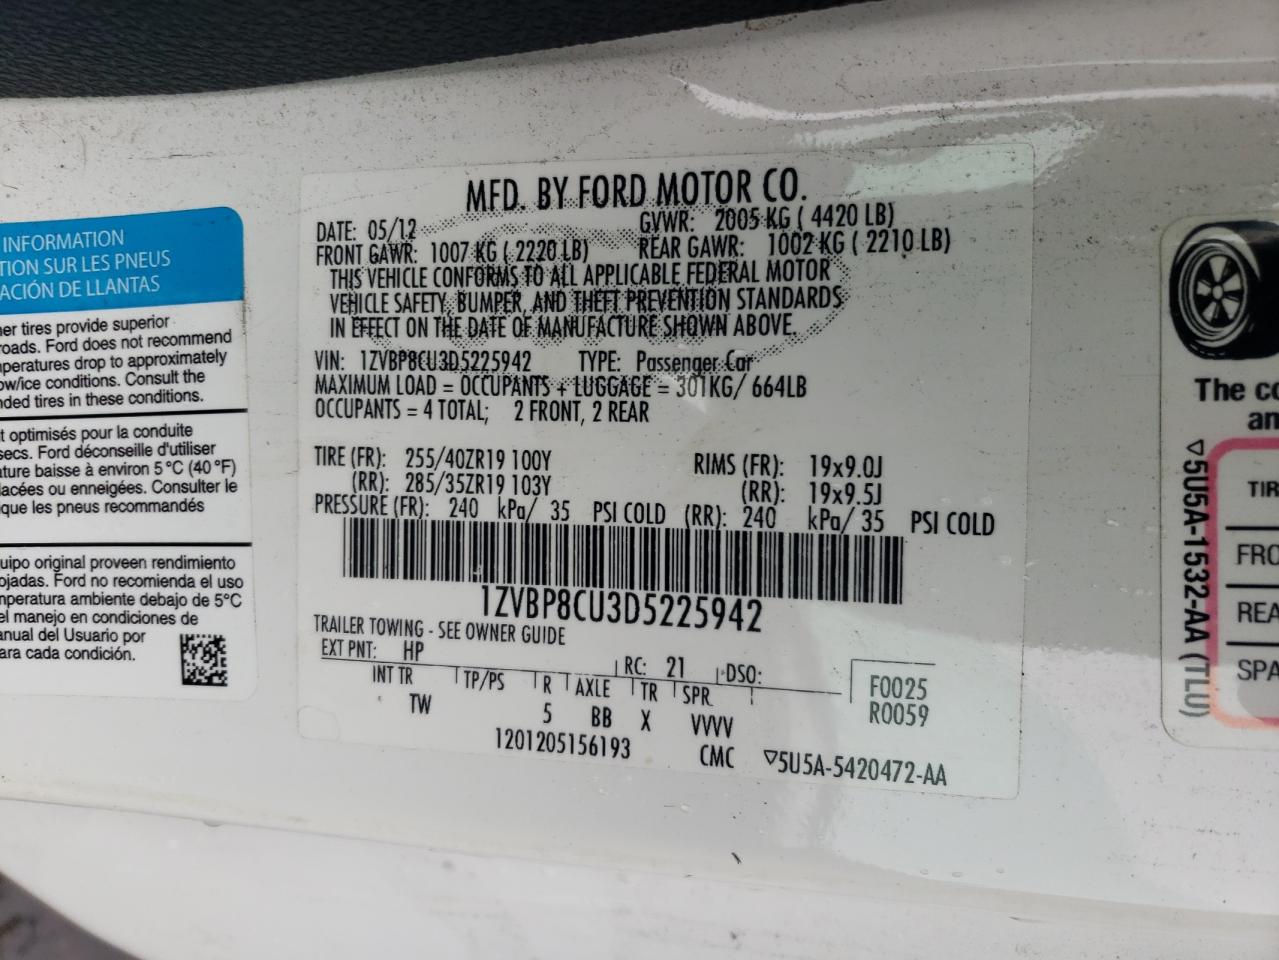 INFORMATION
TION SUR LES PNEUS
ACIÓN DE LLANTAS
ner tires provide superior
roads. Ford does not recommend
mperatures drop to approximately
ow/ice conditions. Consult the
nded tires in these conditions.
t optimisés pour la conduite
secs. Ford déconseille d'utiliser
ature baisse à environ 5 °C (40 °F)
lacées ou enneigées. Consulter le
que les pneus recommandés
uipo original proveen rendimiento
ojadas. Ford no recomienda el uso
mperatura ambiente debajo de 5°C
el manejo en condiciones de
anual del Usuario por
ara cada condición.
MFD. BY FORD MOTOR CO.
DATE: 05/12 GVWR: 2005 KG ( 4420 LB)
FRONT GAWR: 1007 KG ( 2220 LB) REAR GAWR: 1002 KG ( 2210 LB)
THIS VEHICLE CONFORMS TO ALL APPLICABLE FEDERAL MOTOR
VEHICLE SAFETY, BUMPER, AND THEFT PREVENTION STANDARDS
IN EFFECT ON THE DATE OF MANUFACTURE SHOWN ABOVE.
VIN: 1ZVBP8CU3D5225942 TYPE: Passenger Car
MAXIMUM LOAD = OCCUPANTS + LUGGAGE = 301KG/ 664LB
OCCUPANTS = 4 TOTAL; 2 FRONT, 2 REAR
TIRE (FR): 255/40ZR19 100Y RIMS (FR): 19x9.0J
(RR): 285/35ZR19 103Y (RR): 19x9.5J
PRESSURE (FR): 240 kPa/ 35 PSI COLD (RR): 240 kPa/ 35 PSI COLD
1ZVBP8CU3D5225942
TRAILER TOWING - SEE OWNER GUIDE
EXT PNT: HP RC: 21 DSO:
INT TR TP/PS R AXLE TR SPR F0025
TW 5 BB X VVVV R0059
1201205156193 CMC ▽5U5A-5420472-AA
The co
an
▽5U5A-1532-AA (TLU)
TIR
FRO
REA
SPA